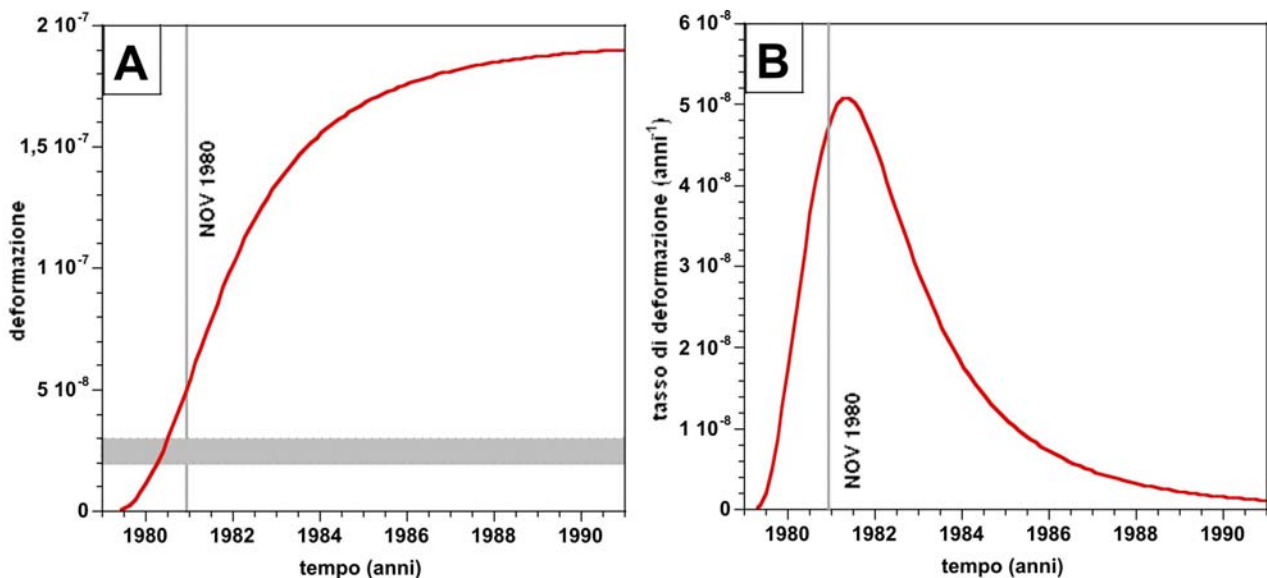 A
2 10⁻⁷
1,5 10⁻⁷
1 10⁻⁷
5 10⁻⁸
0
deformazione
NOV 1980
1980 1982 1984 1986 1988 1990
tempo (anni)
B
6 10⁻⁸
5 10⁻⁸
4 10⁻⁸
3 10⁻⁸
2 10⁻⁸
1 10⁻⁸
0
tasso di deformazione (anni⁻¹)
NOV 1980
1980 1982 1984 1986 1988 1990
tempo (anni)